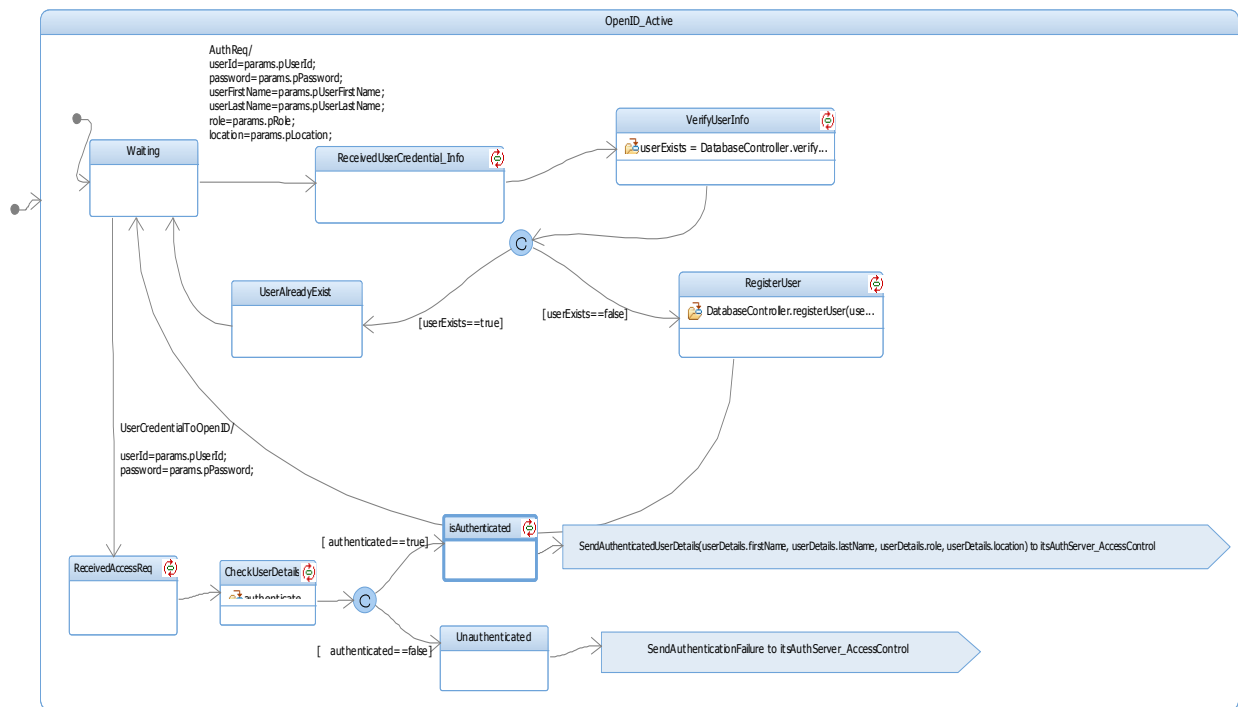 OpenID_Active
AuthReq/
userId=params.pUserId;
password=params.pPassword;
userFirstName=params.pUserFirstName;
userLastName=params.pUserLastName;
role=params.pRole;
location=params.pLocation;
Waiting
ReceivedUserCredential_Info
VerifyUserInfo
userExists = DatabaseController.verify...
C
UserAlreadyExist
[userExists==true]
[userExists==false]
RegisterUser
DatabaseController.registerUser(use...
UserCredentialToOpenID/
userId=params.pUserId;
password=params.pPassword;
ReceivedAccessReq
CheckUserDetails
authenticate
C
[ authenticated==true]
isAuthenticated
SendAuthenticatedUserDetails(userDetails.firstName, userDetails.lastName, userDetails.role, userDetails.location) to itsAuthServer_AccessControl
[ authenticated==false]
Unauthenticated
SendAuthenticationFailure to itsAuthServer_AccessControl